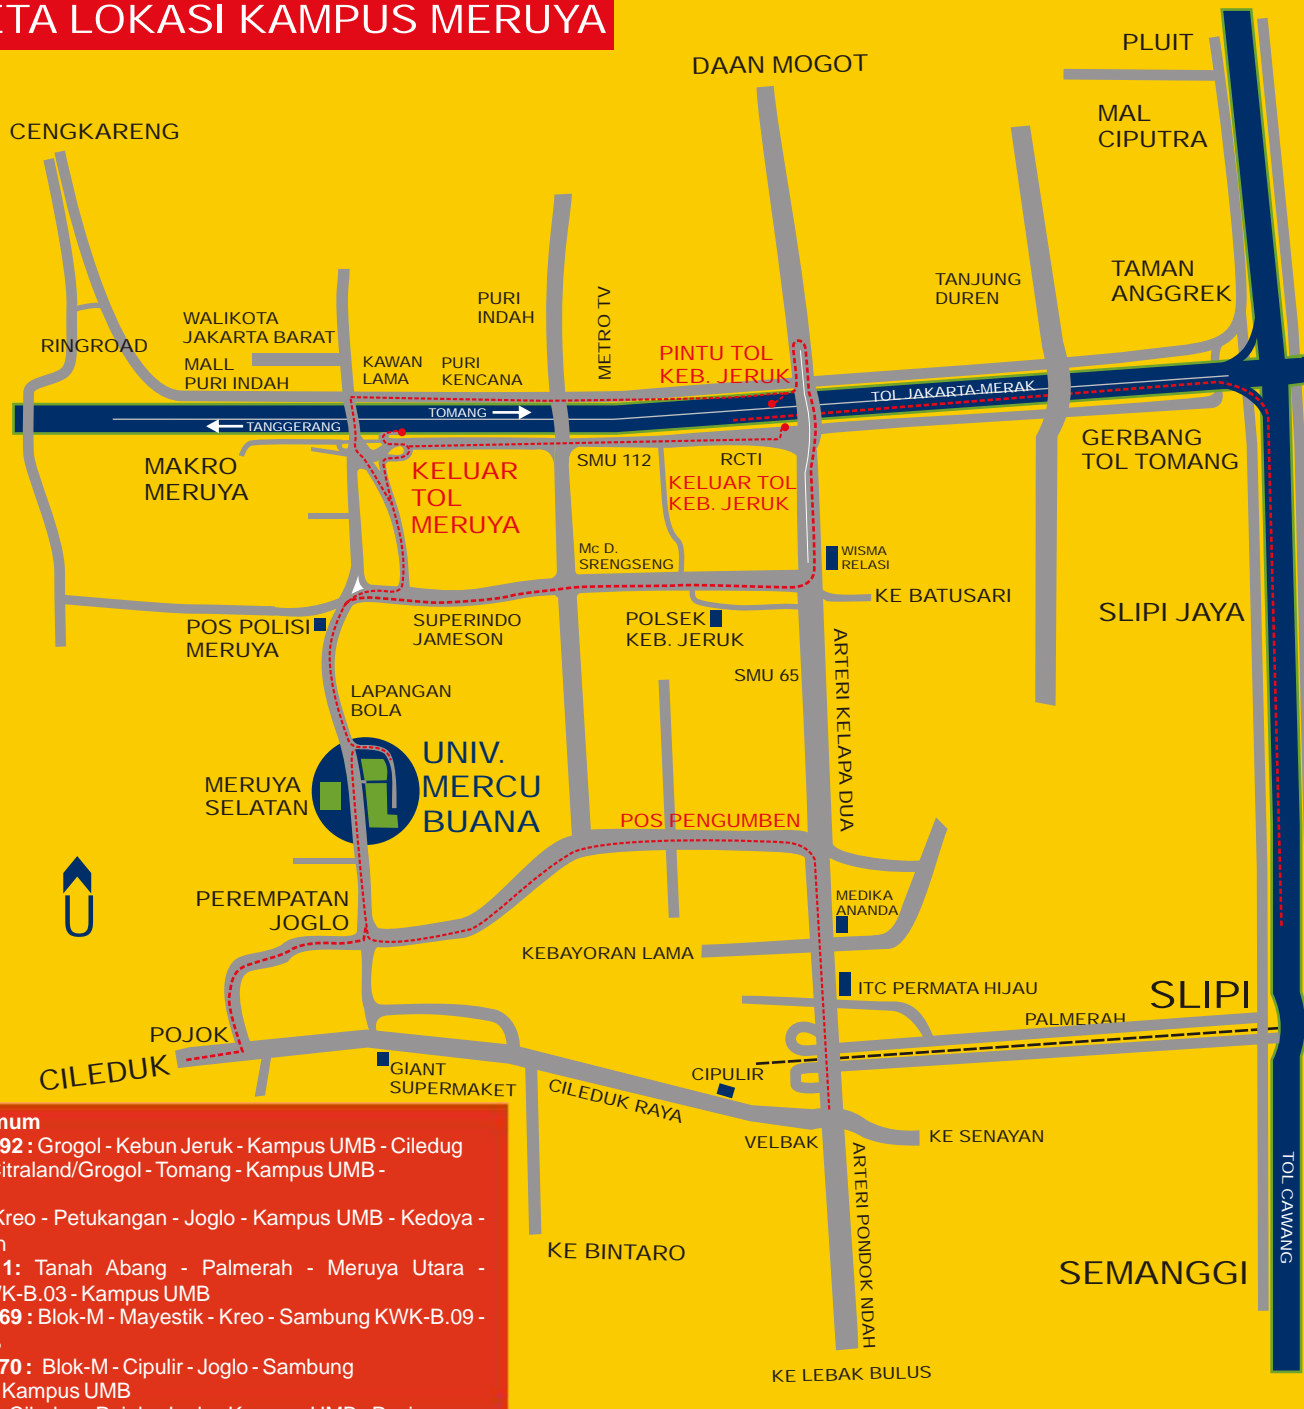 ETA LOKASI KAMPUS MERUYA
PLUIT
DAAN MOGOT
MAL
CIPUTRA
CENGKARENG
TANJUNG
DUREN
TAMAN
ANGGREK
PURI
INDAH
METRO TV
WALIKOTA
JAKARTA BARAT
RINGROAD
MALL
PURI INDAH
KAWAN
LAMA
PURI
KENCANA
PINTU TOL
KEB. JERUK
TOL JAKARTA-MERAK
TOMANG
TANGGERANG
GERBANG
TOL TOMANG
MAKRO
MERUYA
KELUAR
TOL
MERUYA
SMU 112
RCTI
KELUAR TOL
KEB. JERUK
Mc D.
SRENGSENG
WISMA
RELASI
KE BATUSARI
SLIPI JAYA
POS POLISI
MERUYA
SUPERINDO
JAMESON
POLSEK
KEB. JERUK
SMU 65
ARTERI KELAPA DUA
LAPANGAN
BOLA
UNIV.
MERCU
BUANA
MERUYA
SELATAN
POS PENGUMBEN
U
PEREMPATAN
JOGLO
MEDIKA
ANANDA
KEBAYORAN LAMA
ITC PERMATA HIJAU
SLIPI
PALMERAH
POJOK
CILEDUK
GIANT
SUPERMAKET
CILEDUK RAYA
CIPULIR
VELBAK
KE SENAYAN
ARTERI PONDOK NDAH
TOL CAWANG
KE BINTARO
SEMANGGI
KE LEBAK BULUS
mum
92 : Grogol - Kebun Jeruk - Kampus UMB - Ciledug
Citraland/Grogol - Tomang - Kampus UMB -
Kreo - Petukangan - Joglo - Kampus UMB - Kedoya -
n
1: Tanah Abang - Palmerah - Meruya Utara -
WK-B.03 - Kampus UMB
69 : Blok-M - Mayestik - Kreo - Sambung KWK-B.09 -
70 : Blok-M - Cipulir - Joglo - Sambung
Kampus UMB